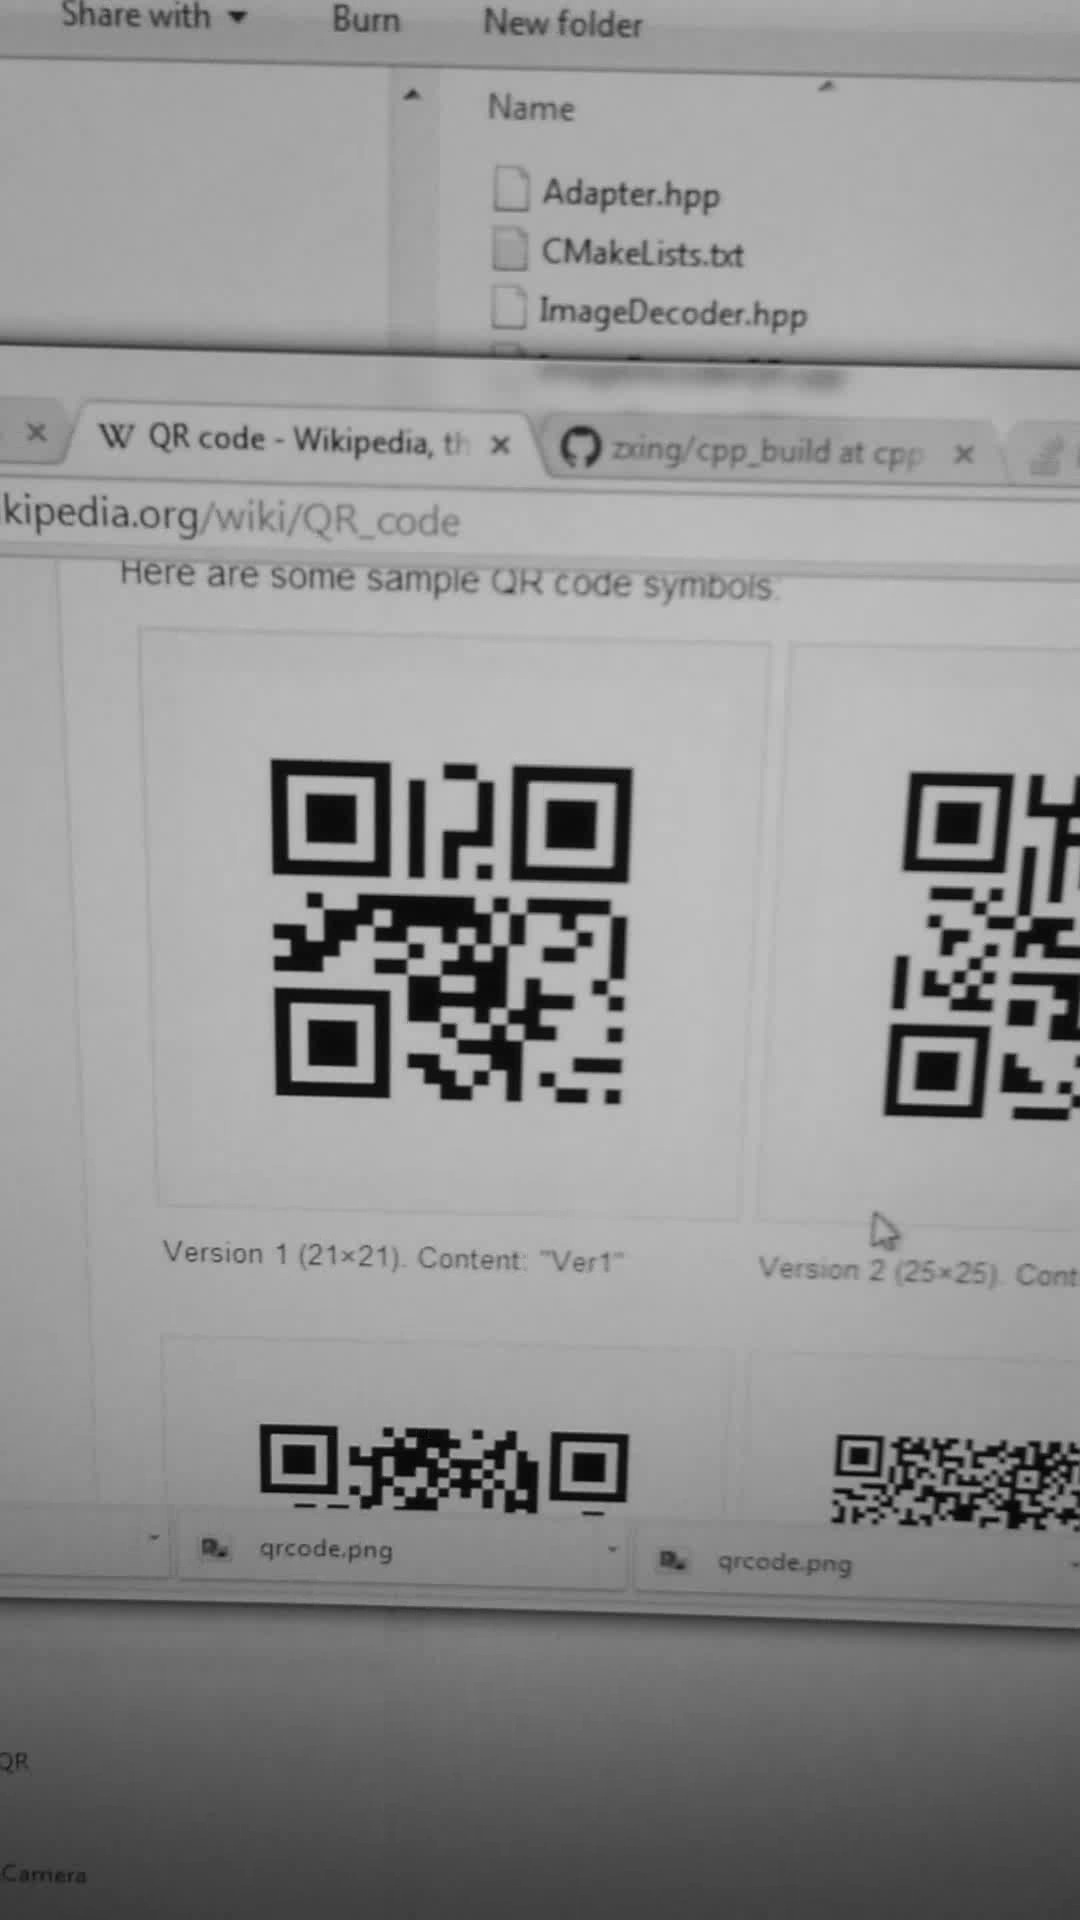 Share with Burn New folder
Name
Adapter.hpp
CMakeLists.txt
ImageDecoder.hpp
QR code - Wikipedia, th
zxing/cpp_build at cpp
kipedia.org/wiki/QR_code
Here are some sample QR code symbols:
Version 1 (21×21). Content: "Ver1"
Version 2 (25×25). Cont
qrcode.png
qrcode.png
QR
Camera